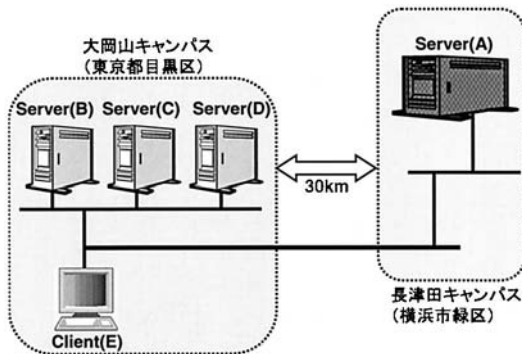 大岡山キャンパス
(東京都目黒区)
Server(A)
Server(B)
Server(C)
Server(D)
30km
Client(E)
長津田キャンパス
(横浜市緑区)